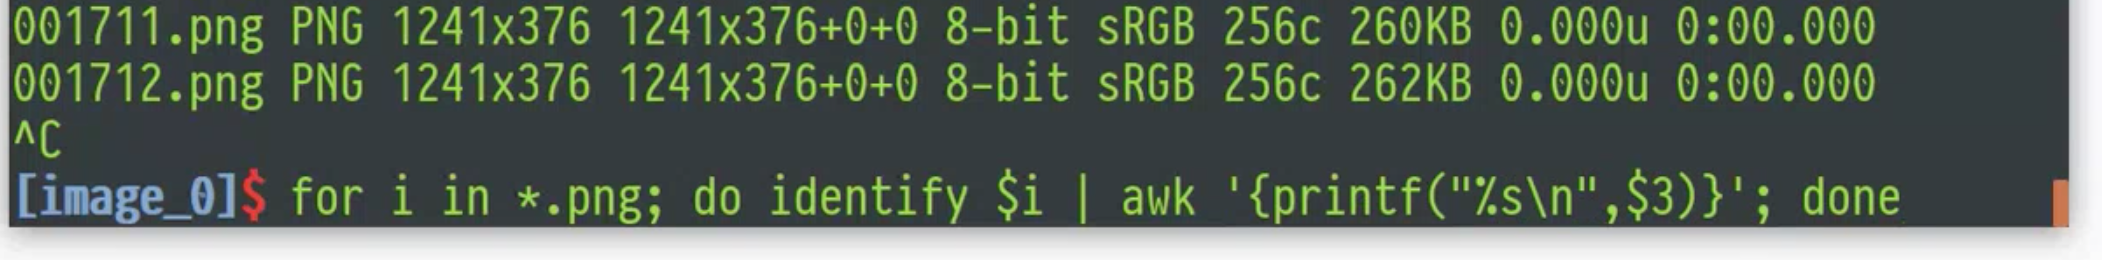 001711.png PNG 1241x376 1241x376+0+0 8-bit sRGB 256c 260KB 0.000u 0:00.000
001712.png PNG 1241x376 1241x376+0+0 8-bit sRGB 256c 262KB 0.000u 0:00.000
^C
[image_0]$ for i in *.png; do identify $i | awk '{printf("%s\n",$3)}'; done